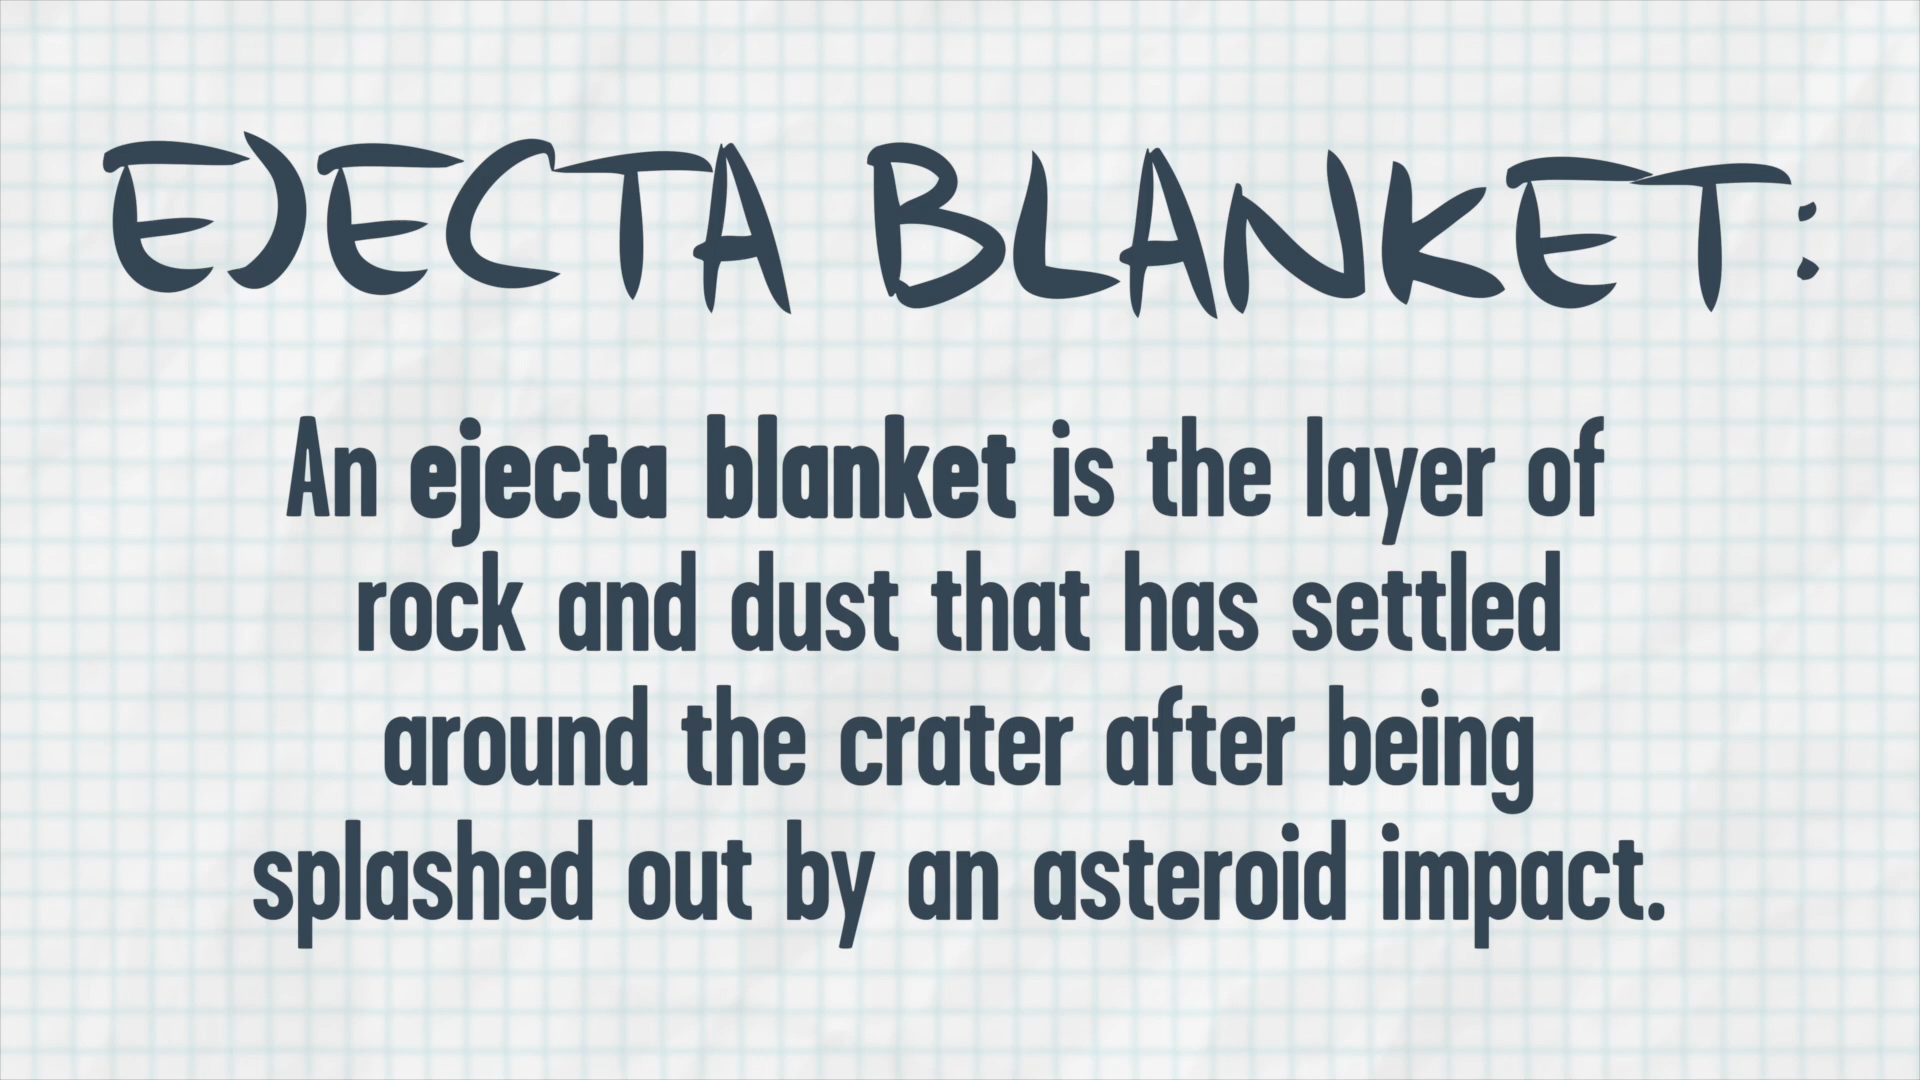 EJECTA BLANKET:
An ejecta blanket is the layer of
rock and dust that has settled
around the crater after being
splashed out by an asteroid impact.